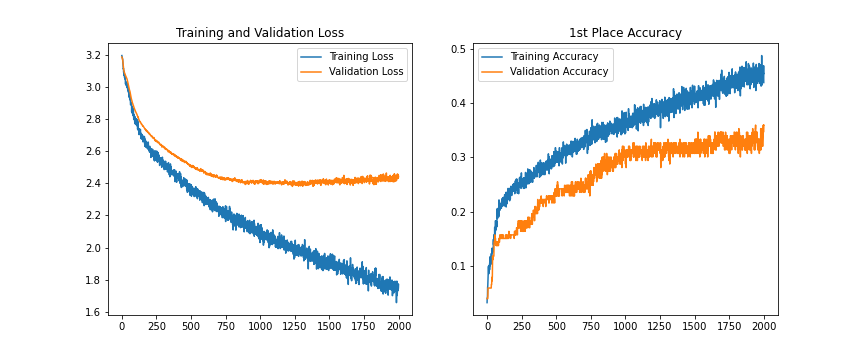 Training and Validation Loss
Training Loss
Validation Loss
3.2
3.0
2.8
2.6
2.4
2.2
2.0
1.8
1.6
0 250 500 750 1000 1250 1500 1750 2000
1st Place Accuracy
Training Accuracy
Validation Accuracy
0.5
0.4
0.3
0.2
0.1
0 250 500 750 1000 1250 1500 1750 2000